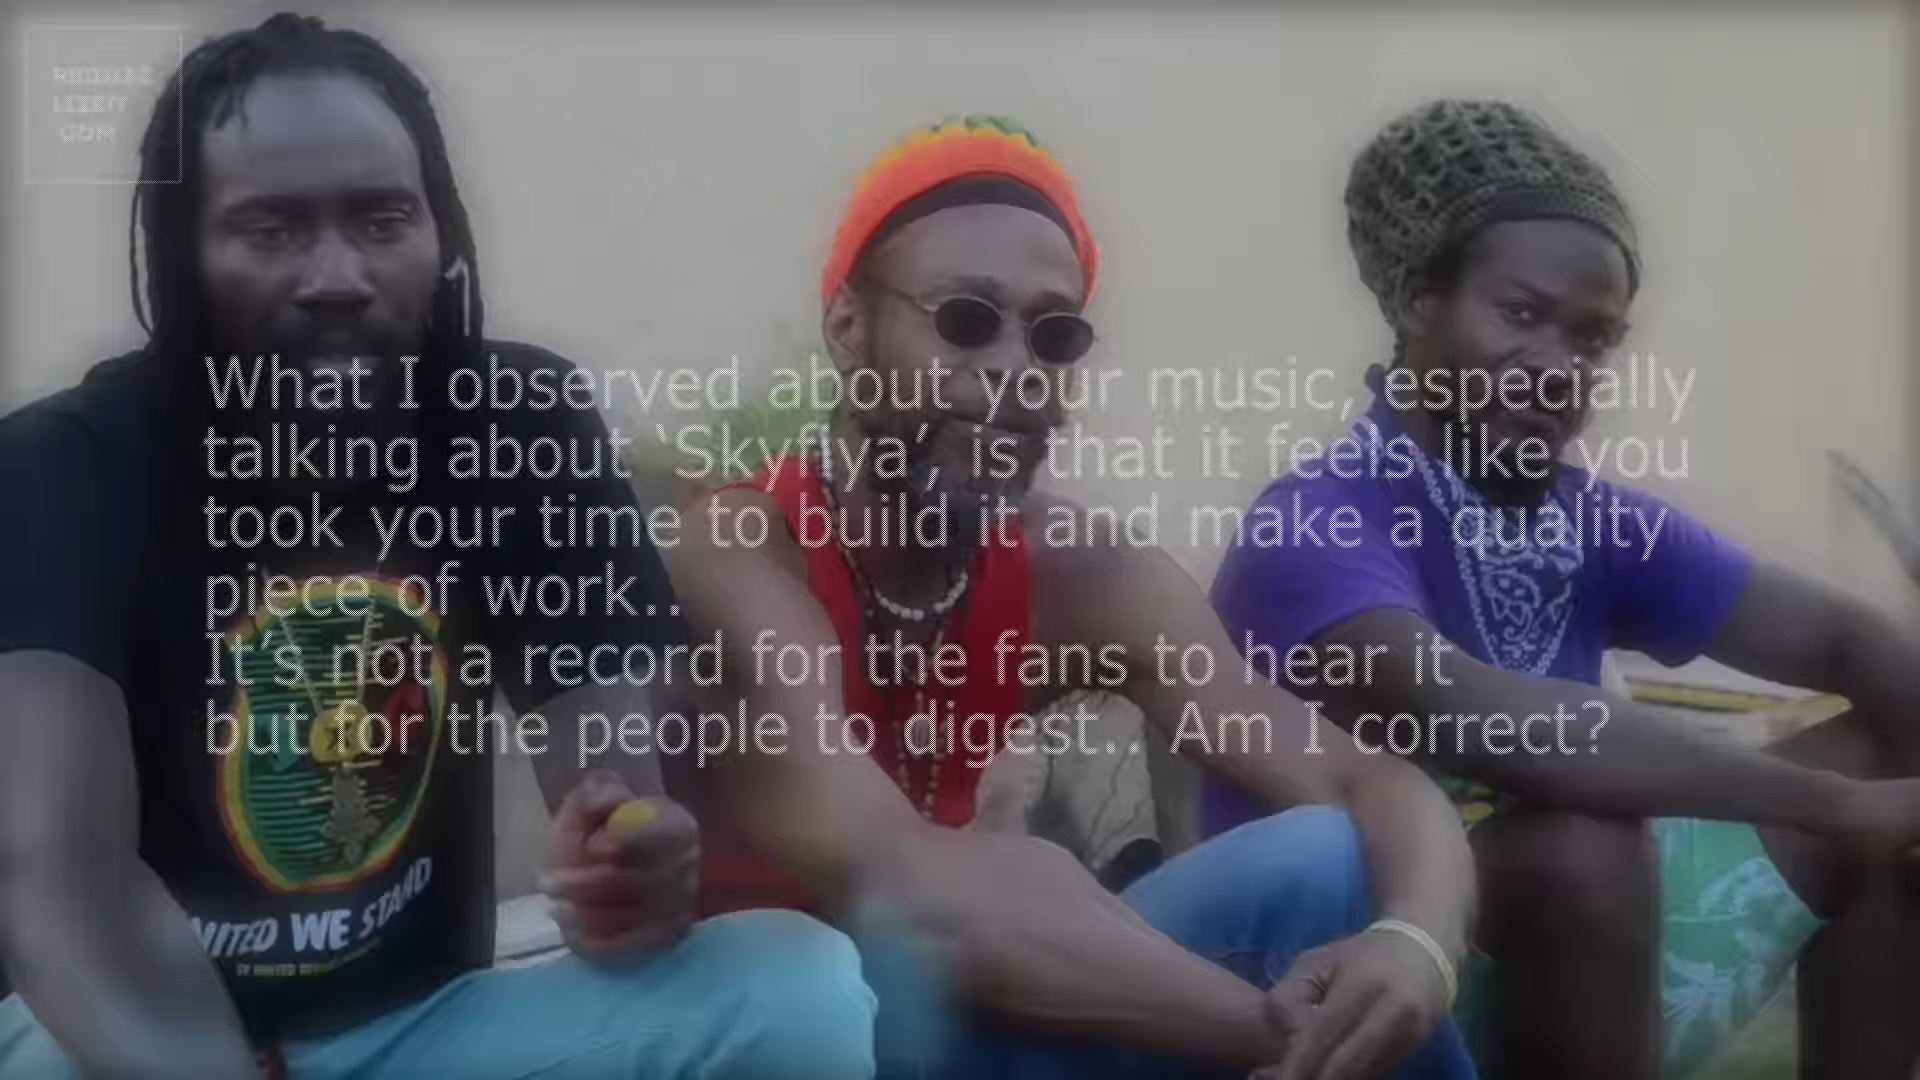 What I observed about your music, especially
talking about ‘Skyfiya’, is that it feels like you
took your time to build it and make a quality
piece of work..
It’s not a record for the fans to hear it
but for the people to digest.. Am I correct?
LIZEIT
COM
UNITED WE STAND